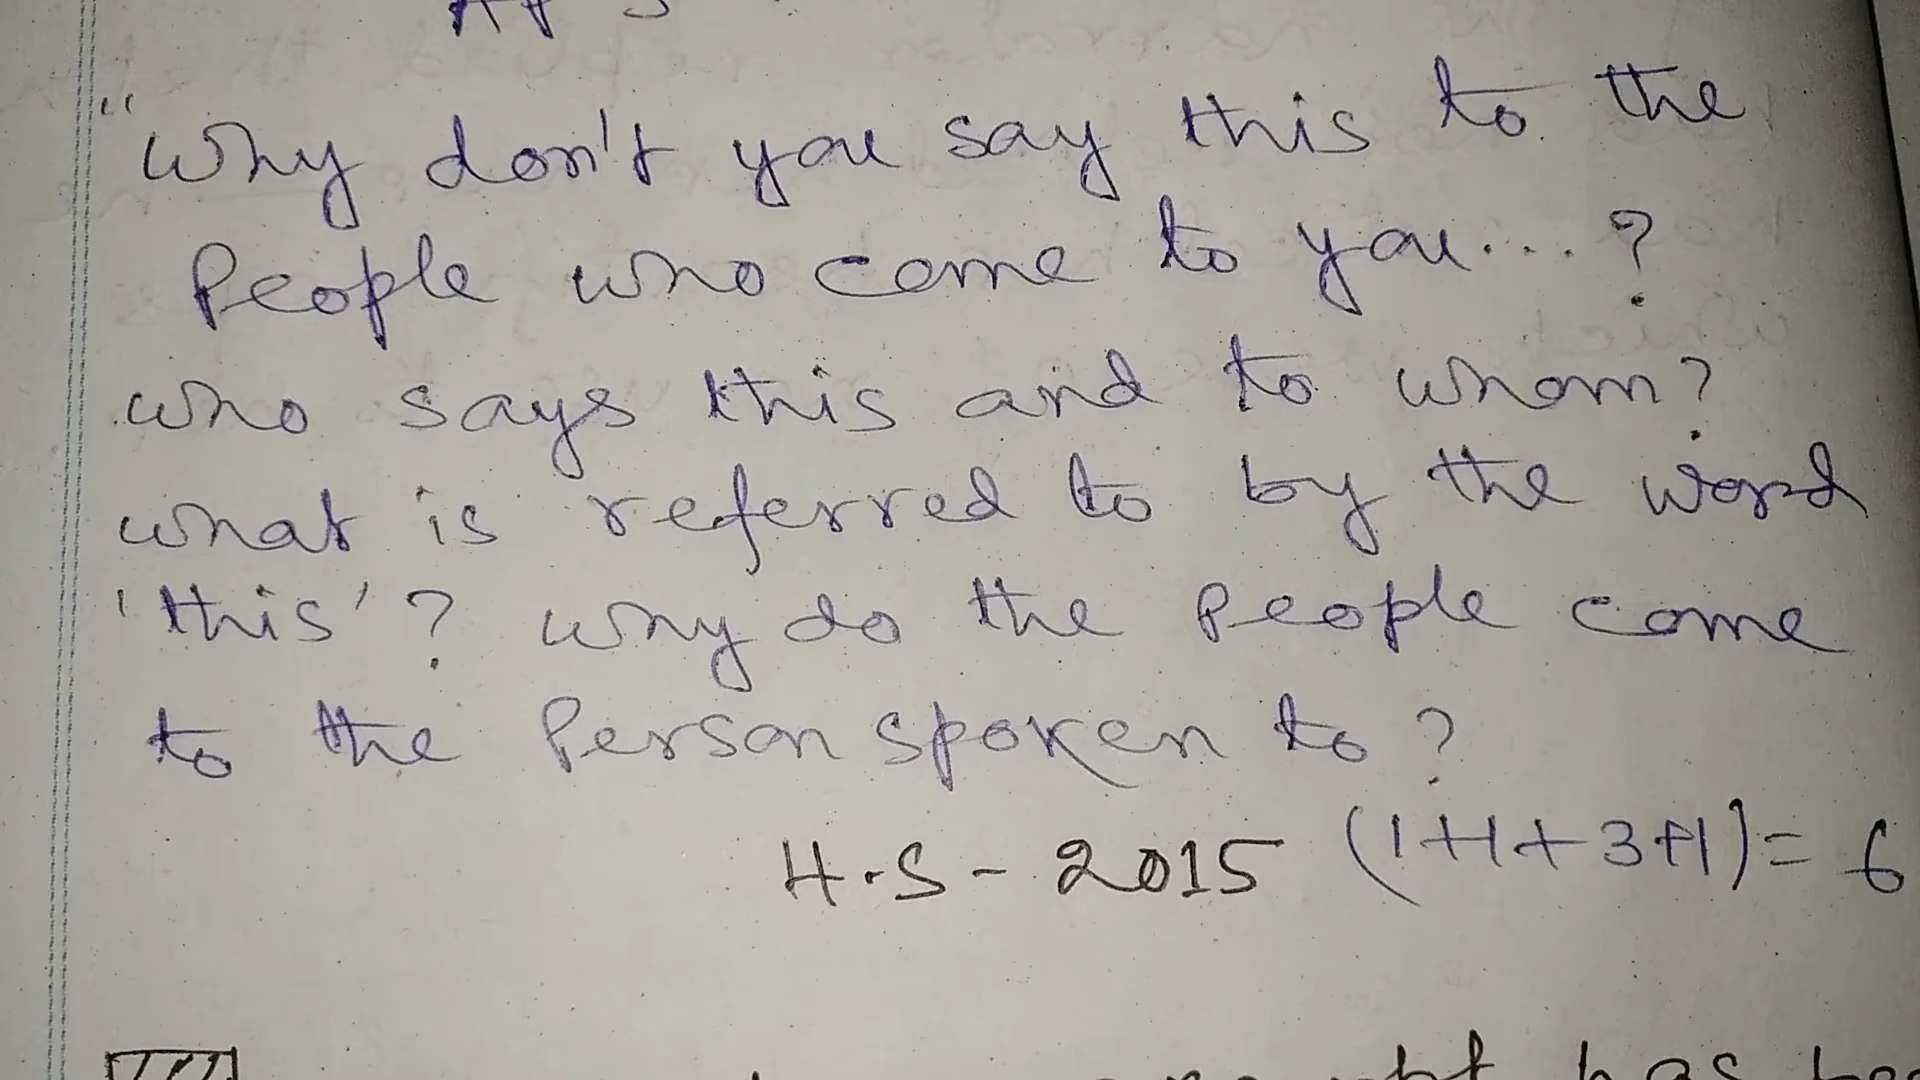 "Why don't you say this to the
People who come to you....?
who says this and to whom?
what is referred to by the word
'this'? why do the people come
to the Person spoken to?
H.S - 2015 (1+1+3+1) = 6
has